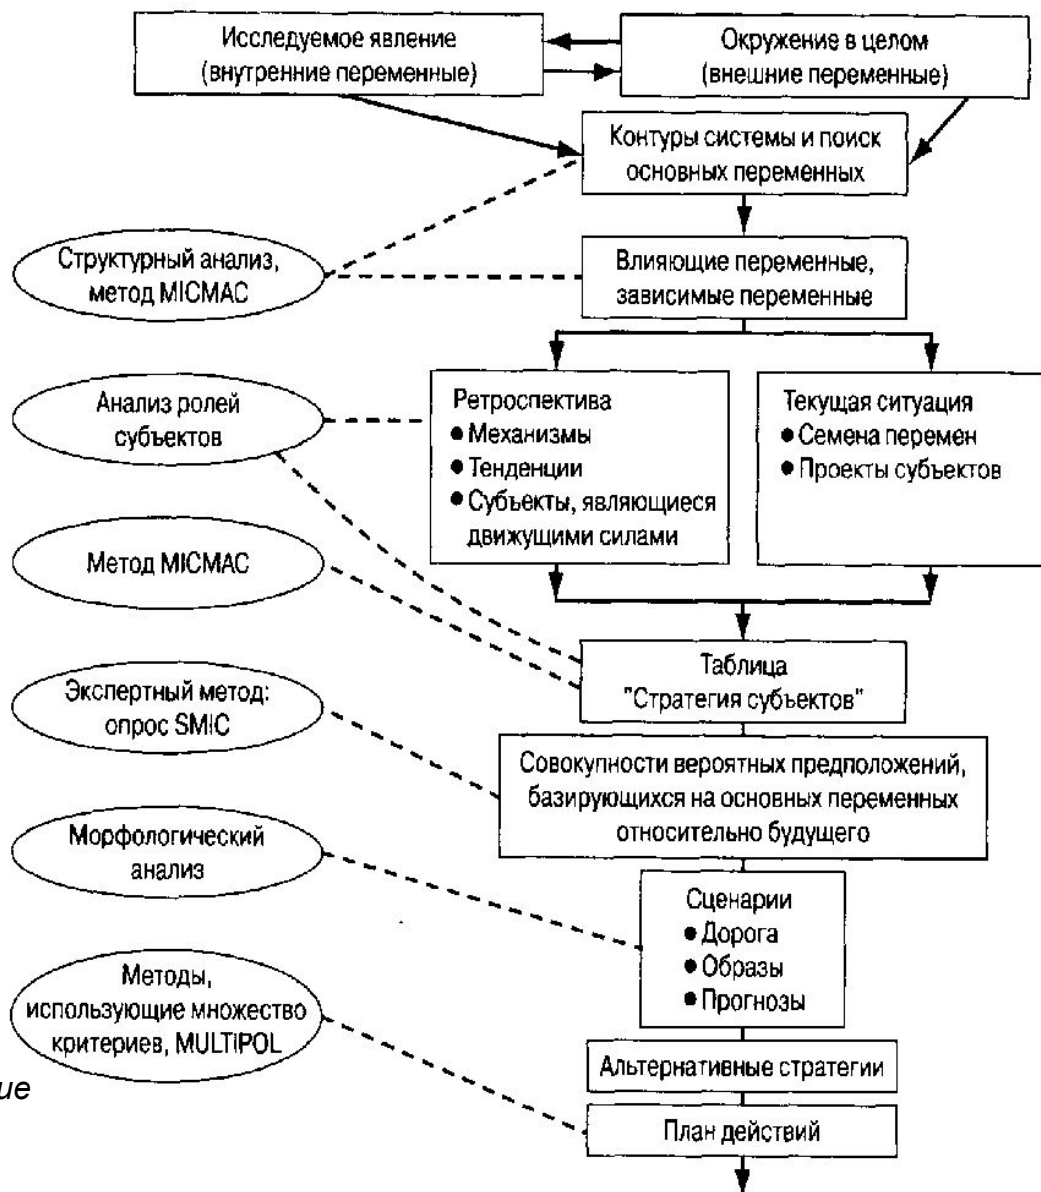 Исследуемое явление
(внутренние переменные)
Окружение в целом
(внешние переменные)
Контуры системы и поиск
основных переменных
Структурный анализ,
метод MICMAC
Влияющие переменные,
зависимые переменные
Анализ ролей
субъектов
Ретроспектива
● Механизмы
● Тенденции
● Субъекты, являющиеся
движущими силами
Текущая ситуация
● Семена перемен
● Проекты субъектов
Метод MICMAC
Таблица
"Стратегия субъектов"
Экспертный метод:
опрос SMIC
Совокупности вероятных предположений,
базирующихся на основных переменных
относительно будущего
Морфологический
анализ
Сценарии
● Дорога
● Образы
● Прогнозы
Методы,
использующие множество
критериев, MULTIPOL
Альтернативные стратегии
План действий
ие